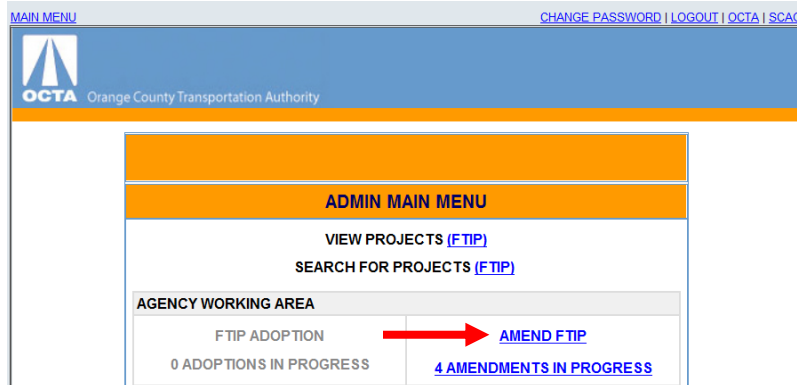 MAIN MENU
CHANGE PASSWORD | LOGOUT | OCTA | SCAG
OCTA Orange County Transportation Authority
ADMIN MAIN MENU
VIEW PROJECTS (FTIP)
SEARCH FOR PROJECTS (FTIP)
AGENCY WORKING AREA
FTIP ADOPTION AMEND FTIP
0 ADOPTIONS IN PROGRESS 4 AMENDMENTS IN PROGRESS